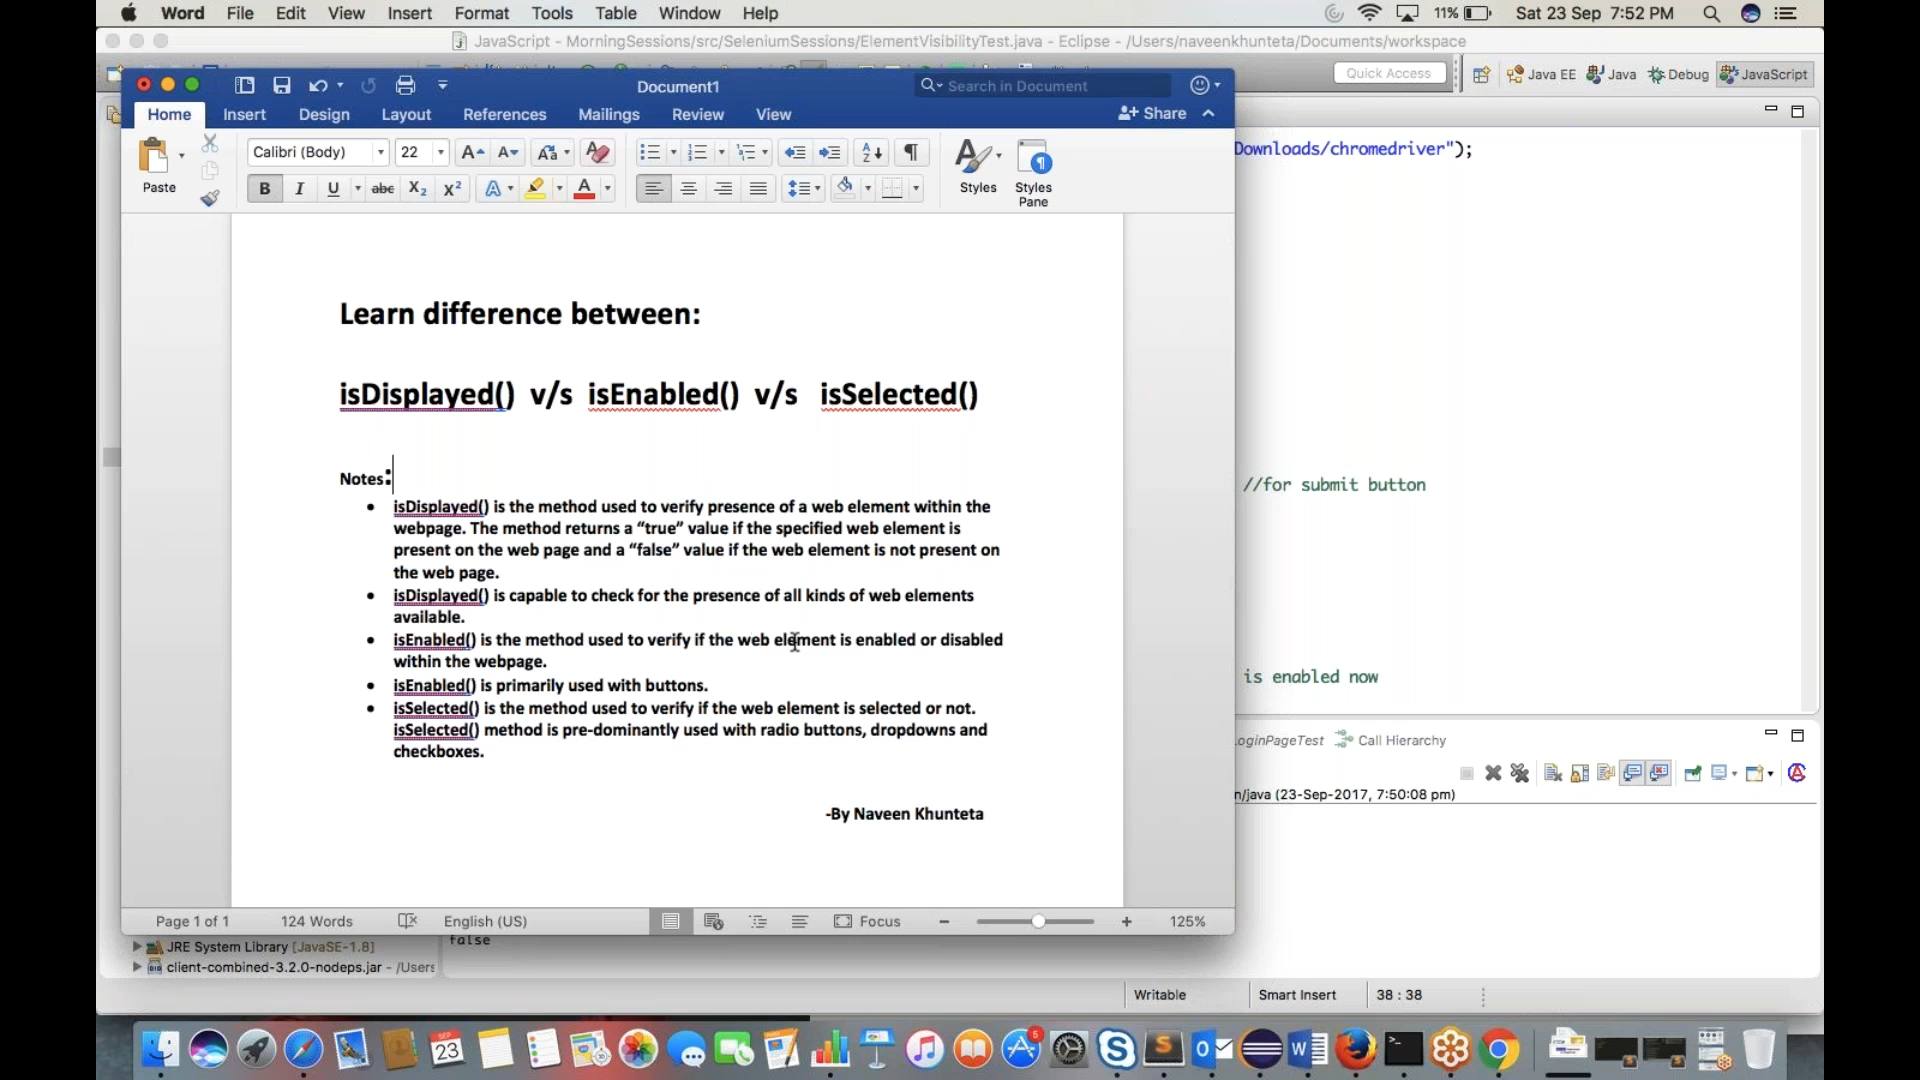 Word File Edit View Insert Format Tools Table Window Help 11% Sat 23 Sep 7:52 PM
JavaScript - MorningSessions/src/SeleniumSessions/ElementVisibilityTest.java - Eclipse - /Users/naveenkhunteta/Documents/workspace
Quick Access Java EE Java Debug JavaScript
Document1 Search in Document
Home Insert Design Layout References Mailings Review View Share
Calibri (Body) 22
Paste Styles Styles Pane
Downloads/chromedriver");
Learn difference between:
isDisplayed() v/s isEnabled() v/s isSelected()
Notes:
//for submit button
• isDisplayed() is the method used to verify presence of a web element within the
webpage. The method returns a “true” value if the specified web element is
present on the web page and a “false” value if the web element is not present on
the web page.
• isDisplayed() is capable to check for the presence of all kinds of web elements
available.
• isEnabled() is the method used to verify if the web element is enabled or disabled
within the webpage.
is enabled now
• isEnabled() is primarily used with buttons.
• isSelected() is the method used to verify if the web element is selected or not.
isSelected() method is pre-dominantly used with radio buttons, dropdowns and
checkboxes.
oginPageTest Call Hierarchy
n/java (23-Sep-2017, 7:50:08 pm)
-By Naveen Khunteta
Page 1 of 1 124 Words English (US) Focus 125%
false
JRE System Library [JavaSE-1.8]
client-combined-3.2.0-nodeps.jar - /Users
Writable Smart Insert 38 : 38
SEP
23
5